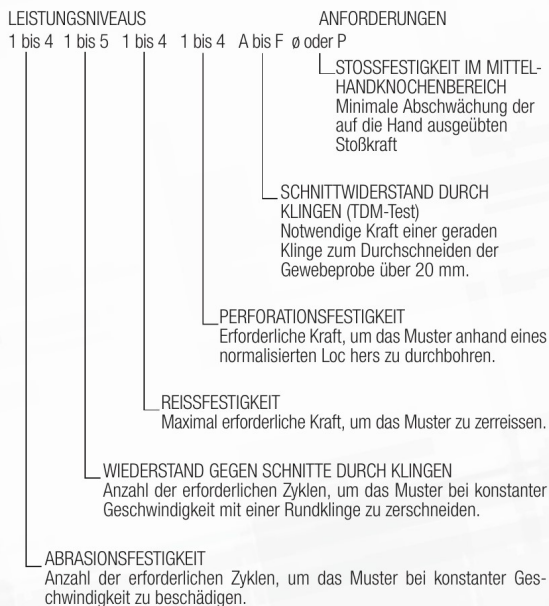 LEISTUNGSNIVEAUS ANFORDERUNGEN
1 bis 4 1 bis 5 1 bis 4 1 bis 4 A bis F ø oder P
STOSSFESTIGKEIT IM MITTEL-
HANDKNOCHENBEREICH
Minimale Abschwächung der
auf die Hand ausgeübten
Stoßkraft
SCHNITTWIDERSTAND DURCH
KLINGEN (TDM-Test)
Notwendige Kraft einer geraden
Klinge zum Durchschneiden der
Gewebeprobe über 20 mm.
PERFORATIONSFESTIGKEIT
Erforderliche Kraft, um das Muster anhand eines
normalisierten Loc hers zu durchbohren.
REISSFESTIGKEIT
Maximal erforderliche Kraft, um das Muster zu zerreissen.
WIEDERSTAND GEGEN SCHNITTE DURCH KLINGEN
Anzahl der erforderlichen Zyklen, um das Muster bei konstanter
Geschwindigkeit mit einer Rundklinge zu zerschneiden.
ABRASIONSFESTIGKEIT
Anzahl der erforderlichen Zyklen, um das Muster bei konstanter Ges-
chwindigkeit zu beschädigen.